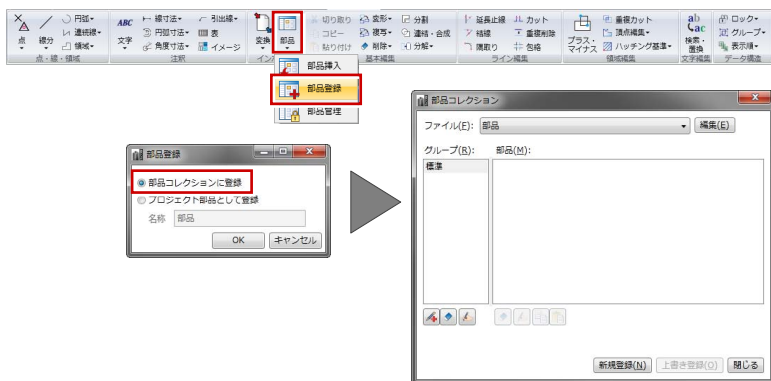 点 線分 円弧 連続線 領域
点・線・領域
ABC 文字 線寸法 円弧寸法 角度寸法 引出線 表 イメージ
注釈
変換 部品
イン
切り取り コピー 貼り付け 変形 複写 削除 分割 連結・合成 分解
基本編集
延長止線 結線 隅取り カット 重複削除 包絡
ライン編集
プラス・マイナス 重複カット 頂点編集 ハッチング基準
領域編集
ab ac 検索・置換
文字編集
ロック グループ 表示順
データ構造
部品挿入
部品登録
部品管理
部品登録
部品コレクションに登録
プロジェクト部品として登録
名称 部品
OK キャンセル
部品コレクション
ファイル(F): 部品 編集(E)
グループ(R): 部品(M):
標準
新規登録(N) 上書き登録(O) 閉じる